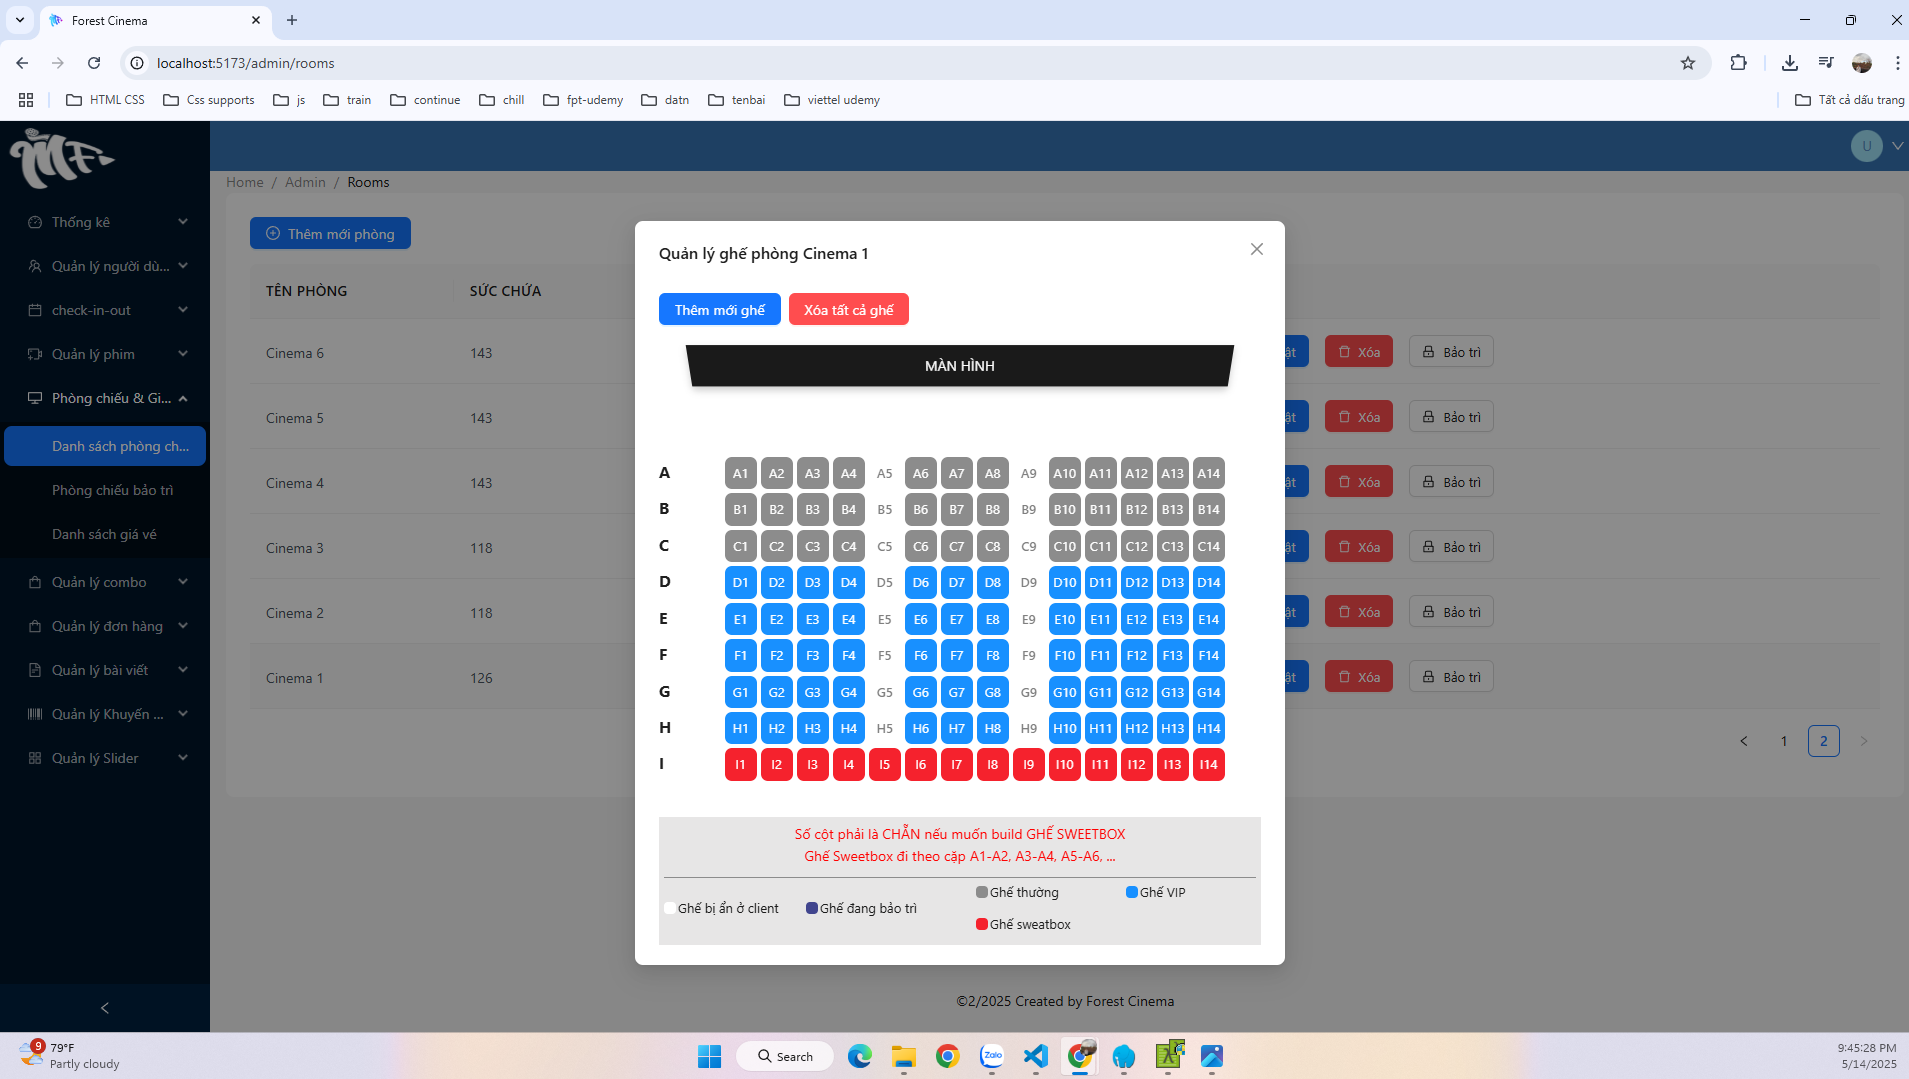 Forest Cinema
localhost:5173/admin/rooms
HTML CSS
Css supports
js
train
continue
chill
fpt-udemy
datn
tenbai
viettel udemy
Tất cả dấu trang
MF
U
Home / Admin / Rooms
Thống kê
Quản lý người dù...
check-in-out
Quản lý phim
Phòng chiếu & Gi...
Danh sách phòng ch...
Phòng chiếu bảo trì
Danh sách giá vé
Quản lý combo
Quản lý đơn hàng
Quản lý bài viết
Quản lý Khuyến ...
Quản lý Slider
Thêm mới phòng
TÊN PHÒNG SỨC CHỨA
Cinema 6 143 ật Xóa Bảo trì
Cinema 5 143 ật Xóa Bảo trì
Cinema 4 143 ật Xóa Bảo trì
Cinema 3 118 ật Xóa Bảo trì
Cinema 2 118 ật Xóa Bảo trì
Cinema 1 126 ật Xóa Bảo trì
1 2
Quản lý ghế phòng Cinema 1
Thêm mới ghế Xóa tất cả ghế
MÀN HÌNH
A A1 A2 A3 A4 A5 A6 A7 A8 A9 A10 A11 A12 A13 A14
B B1 B2 B3 B4 B5 B6 B7 B8 B9 B10 B11 B12 B13 B14
C C1 C2 C3 C4 C5 C6 C7 C8 C9 C10 C11 C12 C13 C14
D D1 D2 D3 D4 D5 D6 D7 D8 D9 D10 D11 D12 D13 D14
E E1 E2 E3 E4 E5 E6 E7 E8 E9 E10 E11 E12 E13 E14
F F1 F2 F3 F4 F5 F6 F7 F8 F9 F10 F11 F12 F13 F14
G G1 G2 G3 G4 G5 G6 G7 G8 G9 G10 G11 G12 G13 G14
H H1 H2 H3 H4 H5 H6 H7 H8 H9 H10 H11 H12 H13 H14
I I1 I2 I3 I4 I5 I6 I7 I8 I9 I10 I11 I12 I13 I14
Số cột phải là CHẴN nếu muốn build GHẾ SWEETBOX
Ghế Sweetbox đi theo cặp A1-A2, A3-A4, A5-A6, ...
Ghế bị ẩn ở client
Ghế đang bảo trì
Ghế thường
Ghế VIP
Ghế sweatbox
©2/2025 Created by Forest Cinema
9
79°F
Partly cloudy
Search
Zalo
9:45:28 PM
5/14/2025